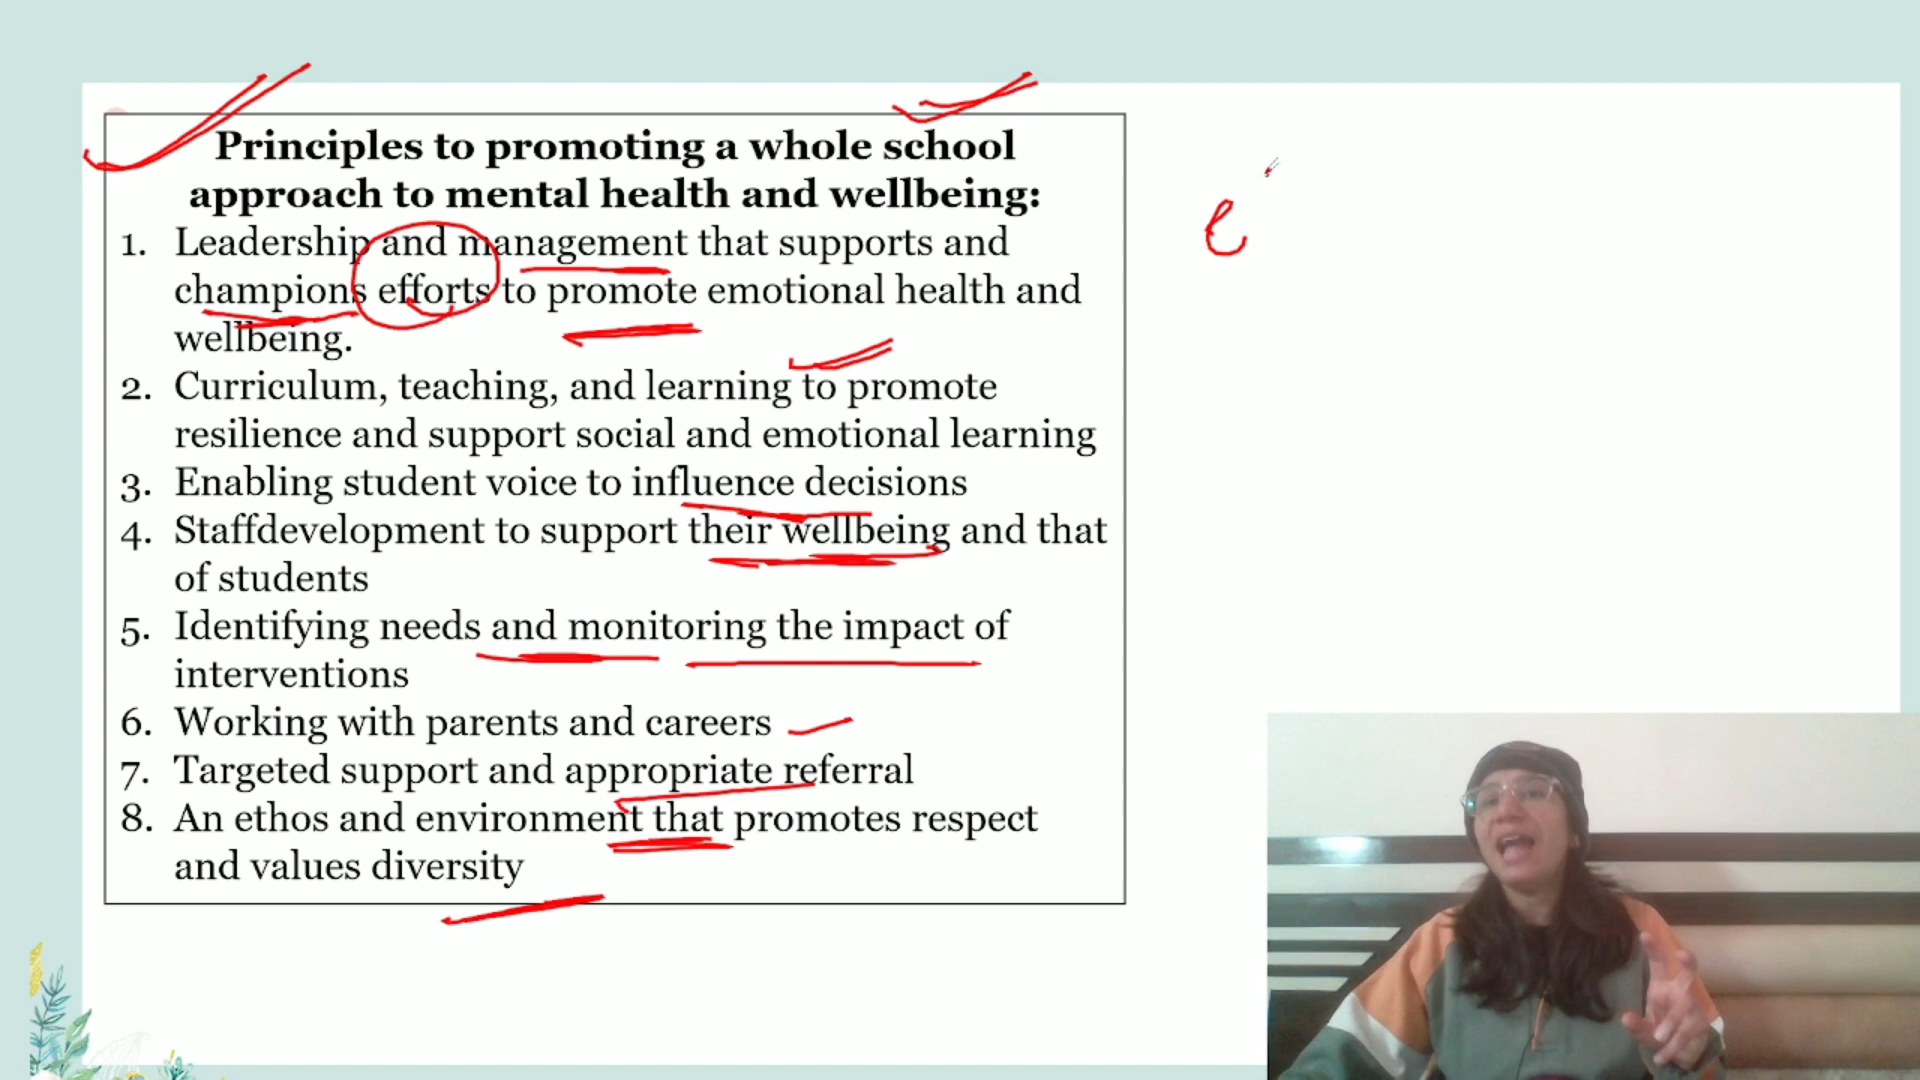 Principles to promoting a whole school
approach to mental health and wellbeing:
1. Leadership and management that supports and
champions efforts to promote emotional health and
wellbeing.
2. Curriculum, teaching, and learning to promote
resilience and support social and emotional learning
3. Enabling student voice to influence decisions
4. Staffdevelopment to support their wellbeing and that
of students
5. Identifying needs and monitoring the impact of
interventions
6. Working with parents and careers
7. Targeted support and appropriate referral
8. An ethos and environment that promotes respect
and values diversity
e